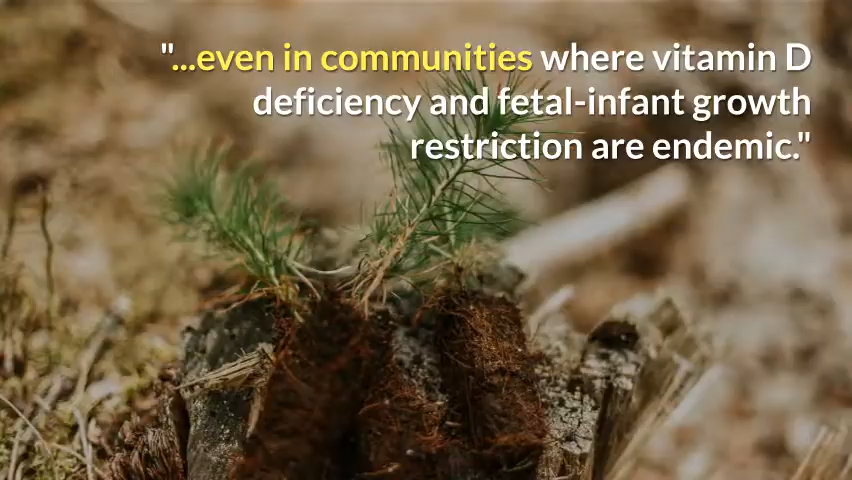 "...even in communities where vitamin D
deficiency and fetal-infant growth
restriction are endemic."